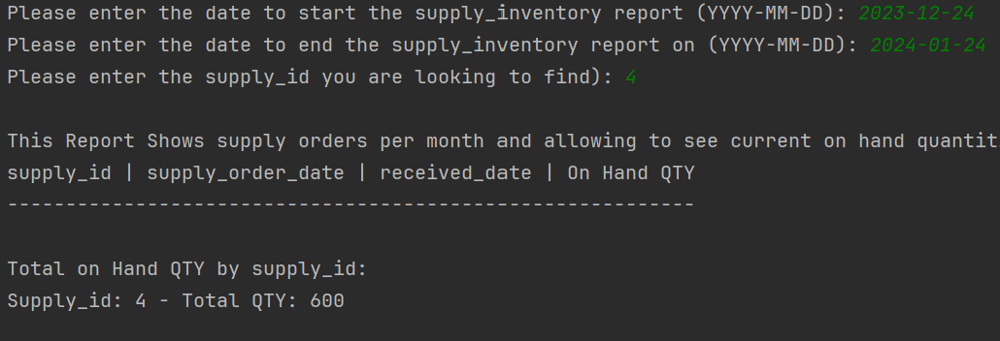 Please enter the date to start the supply_inventory report (YYYY-MM-DD): 2023-12-24
Please enter the date to end the supply_inventory report on (YYYY-MM-DD): 2024-01-24
Please enter the supply_id you are looking to find): 4
This Report Shows supply orders per month and allowing to see current on hand quantit
supply_id | supply_order_date | received_date | On Hand QTY
-----------------------------------------------------------
Total on Hand QTY by supply_id:
Supply_id: 4 - Total QTY: 600